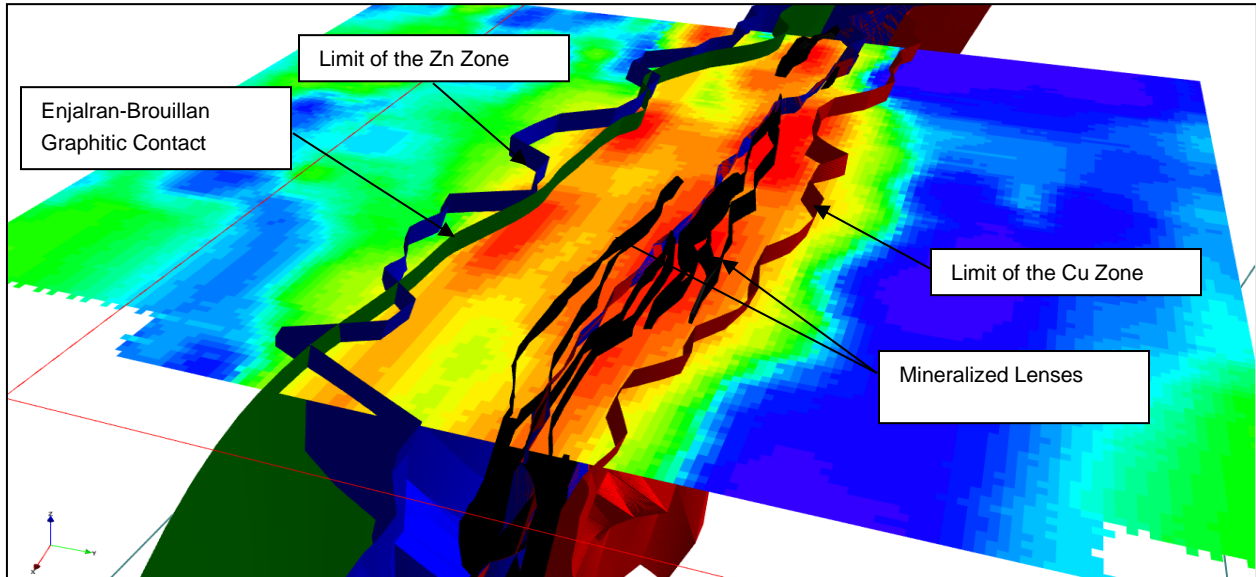 Limit of the Zn Zone
Enjalran-Brouillan
Graphitic Contact
Limit of the Cu Zone
Mineralized Lenses
Z
Y
X